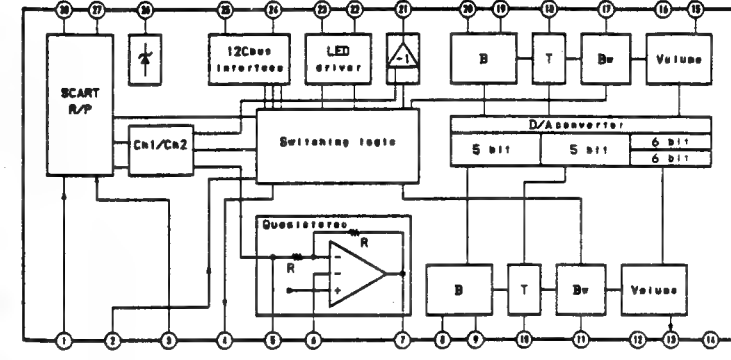 28 27 26 25 24 23 22 21 20 19 18 17 16 15
SCART
R/P
I2Cbus
interface
LED
driver
-1
B
T
Bw
Volume
Ch1/Ch2
Switching logic
D/Aconverter
5 bit
5 bit
6 bit
6 bit
Quasistereo
R
R
-
-
+
B
T
Bw
Volume
1 2 3 4 5 6 7 8 9 10 11 12 13 14